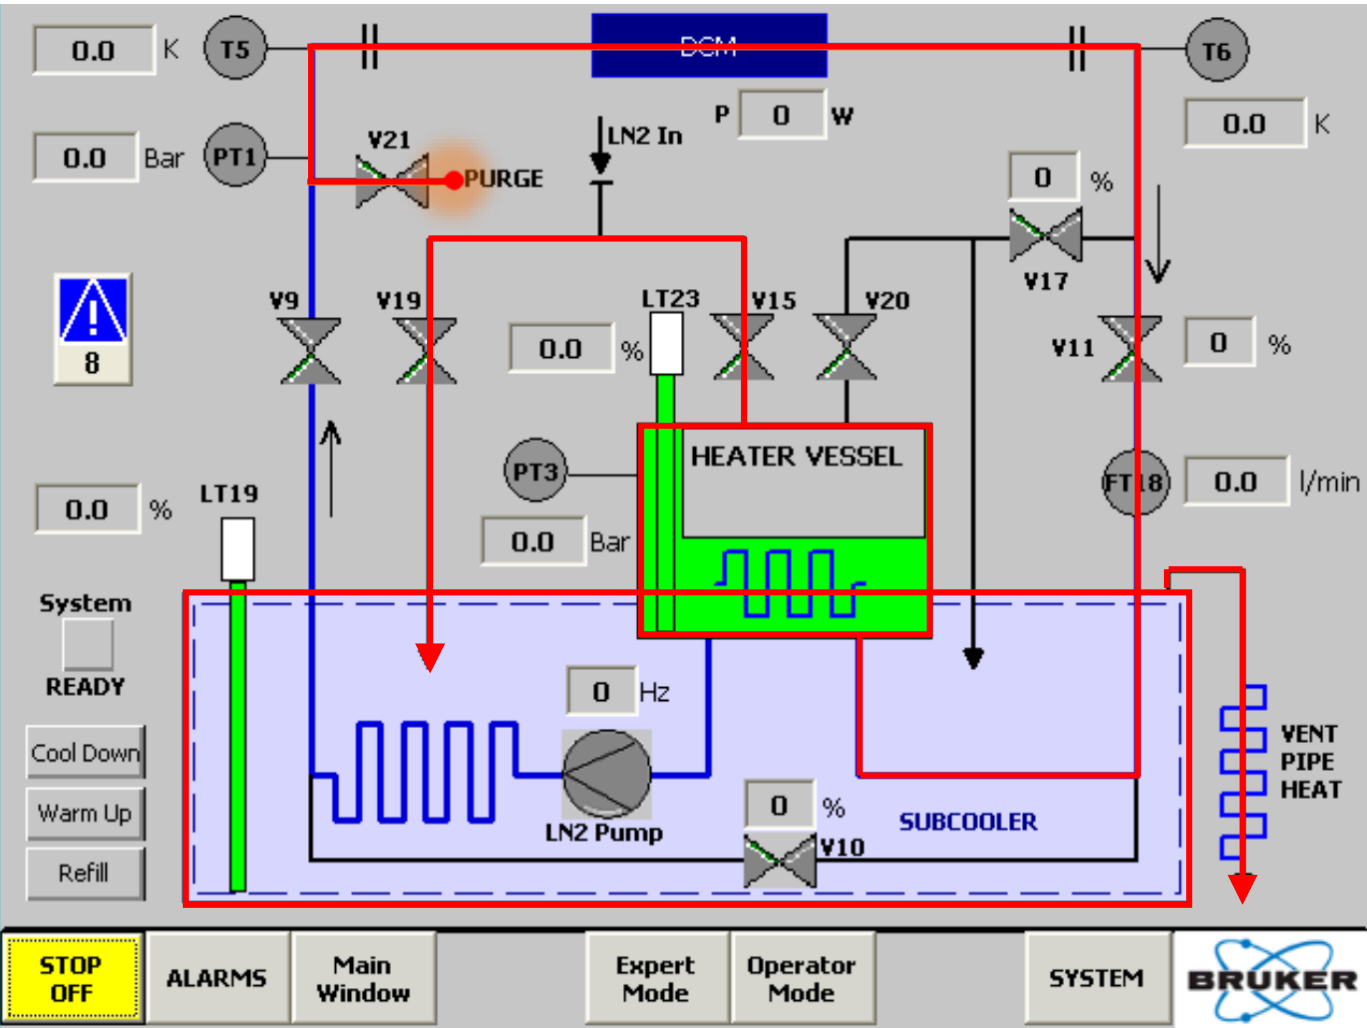 0.0 K T5
DCM
T6
P 0 W
0.0 K
LN2 In
V21
0.0 Bar PT1
PURGE
0 %
V17
V9
V19
LT23
V15
V20
8
0.0 %
V11
0 %
HEATER VESSEL
PT3
0.0 Bar
FT18
0.0 l/min
LT19
0.0 %
System
READY
0 Hz
VENT
PIPE
HEAT
Cool Down
Warm Up
Refill
LN2 Pump
0 %
V10
SUBCOOLER
STOP
OFF
ALARMS
Main
Window
Expert
Mode
Operator
Mode
SYSTEM
BRUKER